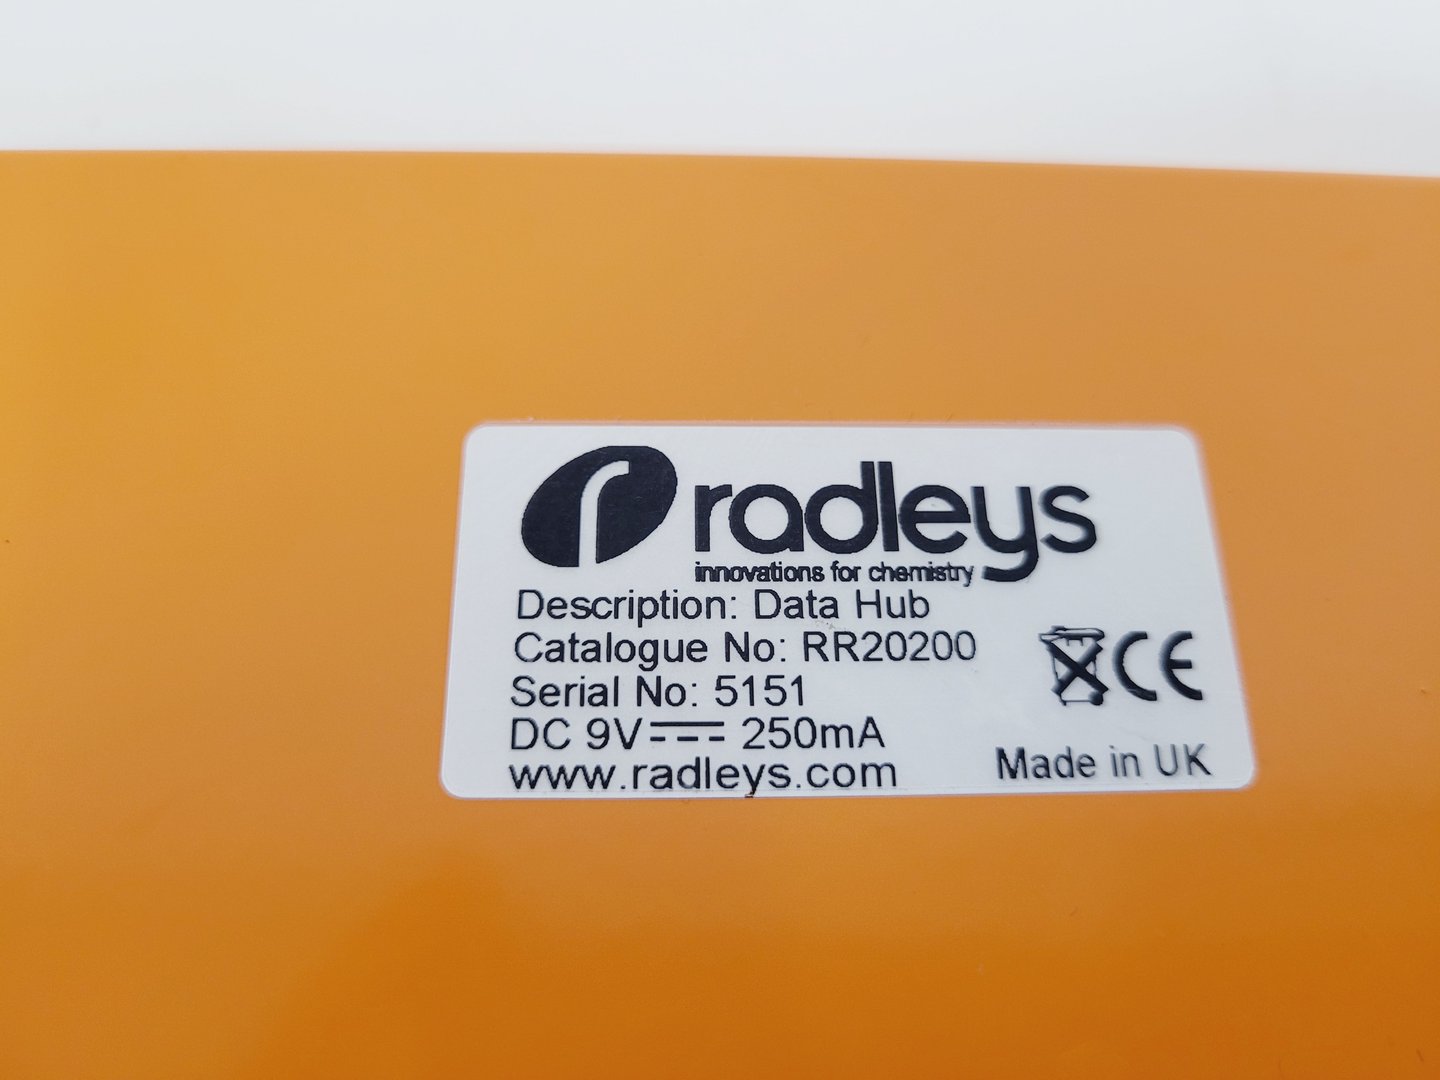 radleys
innovations for chemistry
Description: Data Hub
Catalogue No: RR20200
Serial No: 5151
DC 9V ⎓ 250mA
www.radleys.com
CE
Made in UK